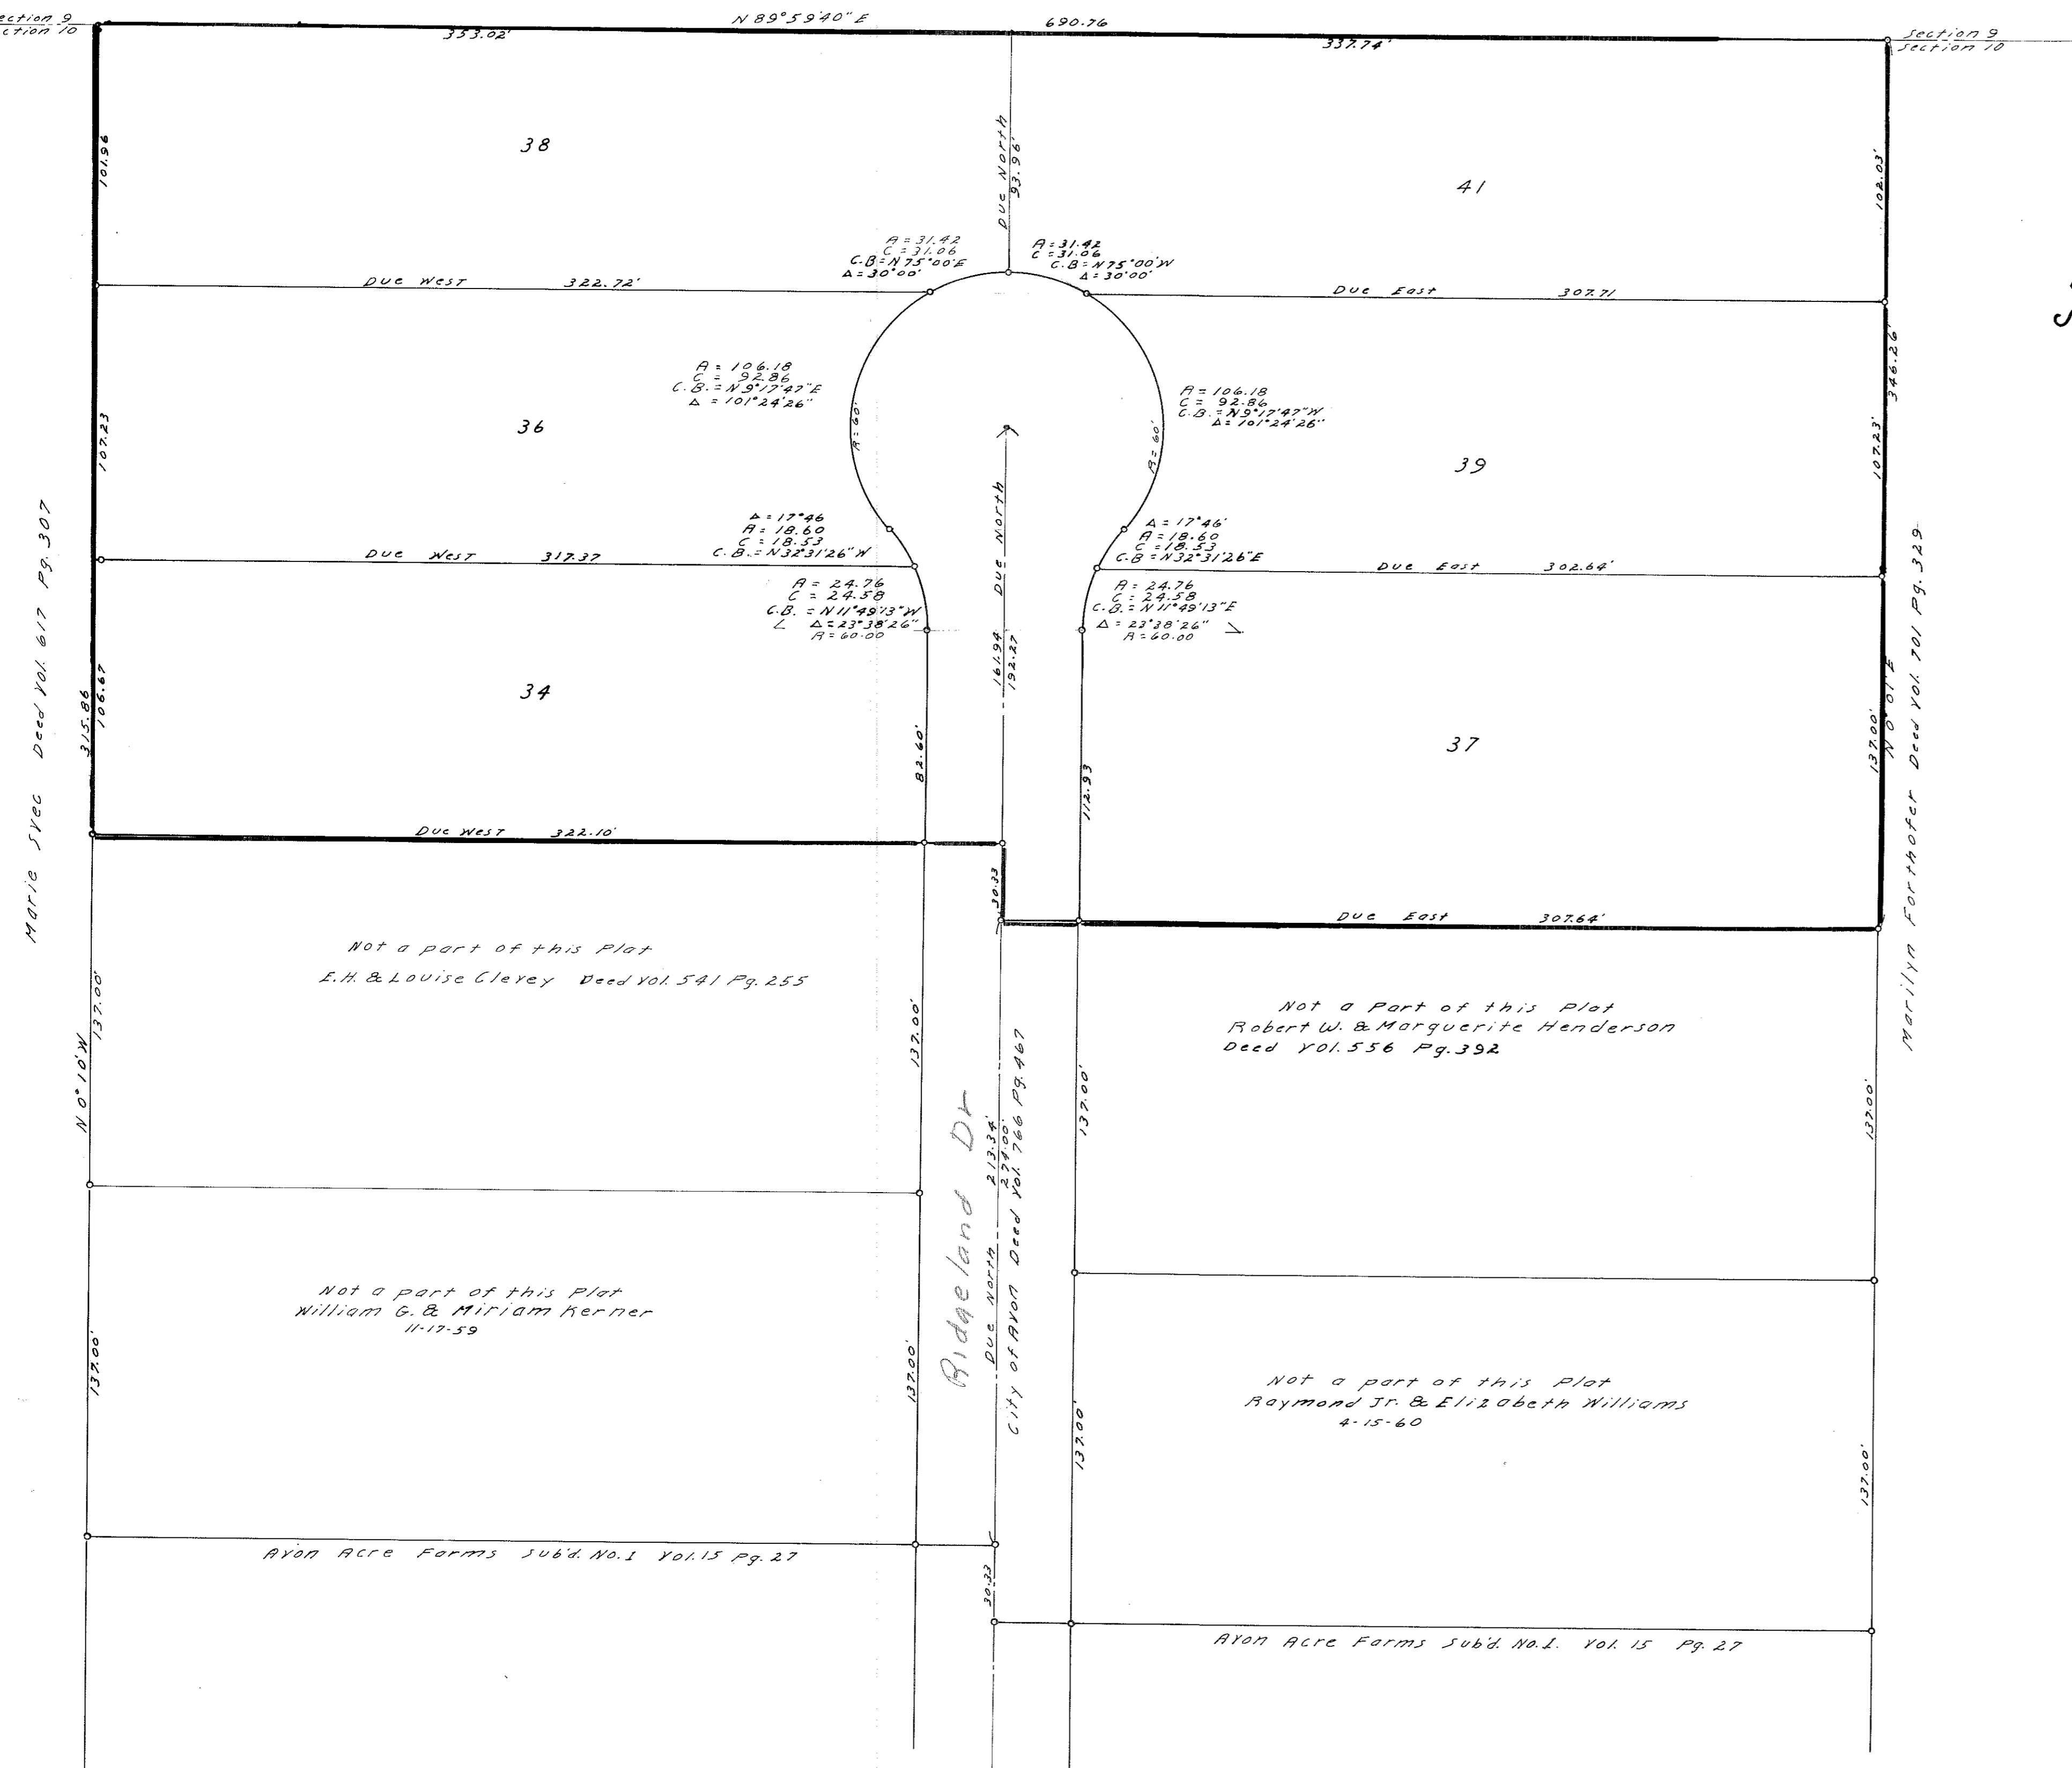 Section 9
Section 10
N 89°59'40" E
690.76
353.02'
337.74'
Section 9
Section 10
101.96
38
Due North
93.96'
41
102.03'
A = 31.42
C = 31.06
C.B = N 75°00' E
Δ = 30°00'
A = 31.42
C = 31.06
C.B = N 75°00' W
Δ = 30°00'
Due West 322.72'
Due East 307.71
346.26'
A = 106.18
C = 92.86
C.B. = N 9°17'47" E
Δ = 101°24'26"
R = 60'
A = 106.18
C = 92.86
C.B. = N 9°17'47" W
Δ = 101°24'26"
R = 60'
107.23
36
39
107.23'
Marie Svec Deed Vol. 617 Pg. 307
Due North
161.94
192.27
Δ = 17°46
A = 18.60
C = 18.53
C.B. = N 32°31'26" W
Δ = 17°46'
A = 18.60
C = 18.53
C.B = N 32°31'26" E
Due West 317.37
Due East 302.64'
A = 24.76
C = 24.58
C.B. = N 11°49'13" W
Δ = 23°38'26"
R = 60.00
A = 24.76
C = 24.58
C.B. = N 11°49'13" E
Δ = 23°38'26"
R = 60.00
Marilyn Forthofer Deed Vol. 701 Pg. 329
315.86
106.67
34
82.60'
112.93
37
137.00'
N 0° 01' E
Due West 322.10'
30.33
Due East 307.64'
Not a part of this Plat
E.H. & Louise Clevey Deed Vol. 541 Pg. 255
N 0° 10' W
137.00'
137.00'
Not a Part of this Plat
Robert W. & Marguerite Henderson
Deed Vol. 556 Pg. 392
137.00'
137.00'
Ridgeland Dr
Due North 213.34'
274.00'
City of Avon Deed Vol. 766 Pg. 467
Not a part of this Plat
William G. & Miriam Kerner
11-17-59
137.00'
137.00'
Not a part of this Plat
Raymond Jr. & Elizabeth Williams
4-15-60
137.00'
137.00'
Avon Acre Farms Sub'd. No. 1 Vol. 15 Pg. 27
30.33
Avon Acre Farms Sub'd. No. 1. Vol. 15 Pg. 27